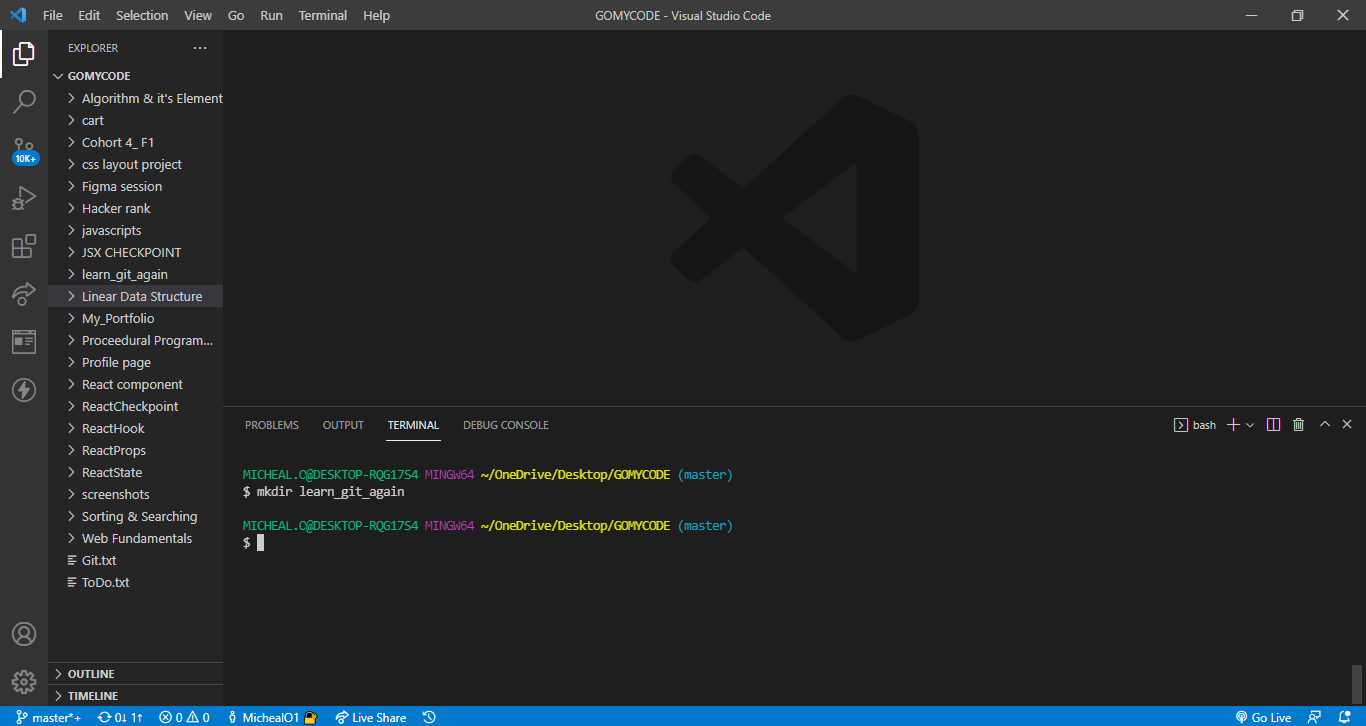 File Edit Selection View Go Run Terminal Help
GOMYCODE - Visual Studio Code
EXPLORER
GOMYCODE
Algorithm & it's Element
cart
Cohort 4_ F1
css layout project
Figma session
Hacker rank
javascripts
JSX CHECKPOINT
learn_git_again
Linear Data Structure
My_Portfolio
Proceedural Program...
Profile page
React component
ReactCheckpoint
ReactHook
ReactProps
ReactState
screenshots
Sorting & Searching
Web Fundamentals
Git.txt
ToDo.txt
OUTLINE
TIMELINE
10K+
PROBLEMS OUTPUT TERMINAL DEBUG CONSOLE
bash
MICHEAL.O@DESKTOP-RQG17S4 MINGW64 ~/OneDrive/Desktop/GOMYCODE (master)
$ mkdir learn_git_again
MICHEAL.O@DESKTOP-RQG17S4 MINGW64 ~/OneDrive/Desktop/GOMYCODE (master)
$
master*+ 0↓ 1↑ 0 0 MichealO1 Live Share Go Live